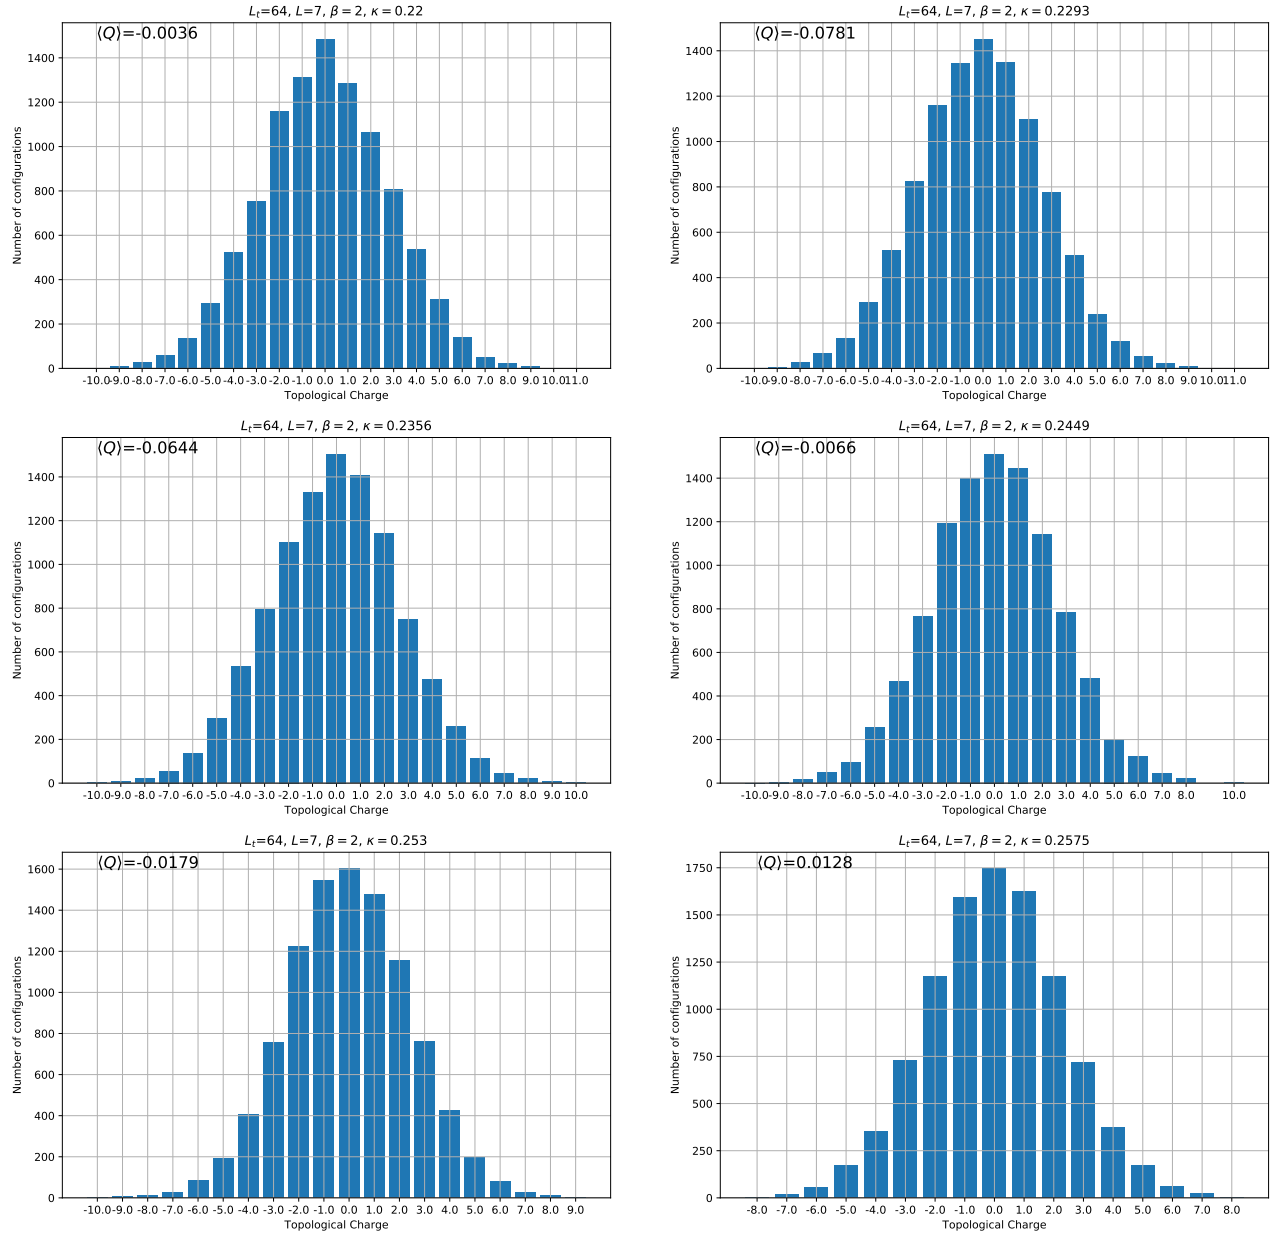 L_t=64, L=7, β = 2, κ = 0.22
⟨Q⟩=-0.0036
Number of configurations
1400
1200
1000
800
600
400
200
0
-10.0 -9.0 -8.0 -7.0 -6.0 -5.0 -4.0 -3.0 -2.0 -1.0 0.0 1.0 2.0 3.0 4.0 5.0 6.0 7.0 8.0 9.0 10.0 11.0
Topological Charge
L_t=64, L=7, β = 2, κ = 0.2293
⟨Q⟩=-0.0781
Number of configurations
1400
1200
1000
800
600
400
200
0
-10.0 -9.0 -8.0 -7.0 -6.0 -5.0 -4.0 -3.0 -2.0 -1.0 0.0 1.0 2.0 3.0 4.0 5.0 6.0 7.0 8.0 9.0 10.0 11.0
Topological Charge
L_t=64, L=7, β = 2, κ = 0.2356
⟨Q⟩=-0.0644
Number of configurations
1400
1200
1000
800
600
400
200
0
-10.0 -9.0 -8.0 -7.0 -6.0 -5.0 -4.0 -3.0 -2.0 -1.0 0.0 1.0 2.0 3.0 4.0 5.0 6.0 7.0 8.0 9.0 10.0
Topological Charge
L_t=64, L=7, β = 2, κ = 0.2449
⟨Q⟩=-0.0066
Number of configurations
1400
1200
1000
800
600
400
200
0
-10.0 -9.0 -8.0 -7.0 -6.0 -5.0 -4.0 -3.0 -2.0 -1.0 0.0 1.0 2.0 3.0 4.0 5.0 6.0 7.0 8.0 10.0
Topological Charge
L_t=64, L=7, β = 2, κ = 0.253
⟨Q⟩=-0.0179
Number of configurations
1600
1400
1200
1000
800
600
400
200
0
-10.0 -9.0 -8.0 -7.0 -6.0 -5.0 -4.0 -3.0 -2.0 -1.0 0.0 1.0 2.0 3.0 4.0 5.0 6.0 7.0 8.0 9.0
Topological Charge
L_t=64, L=7, β = 2, κ = 0.2575
⟨Q⟩=0.0128
Number of configurations
1750
1500
1250
1000
750
500
250
0
-8.0 -7.0 -6.0 -5.0 -4.0 -3.0 -2.0 -1.0 0.0 1.0 2.0 3.0 4.0 5.0 6.0 7.0 8.0
Topological Charge